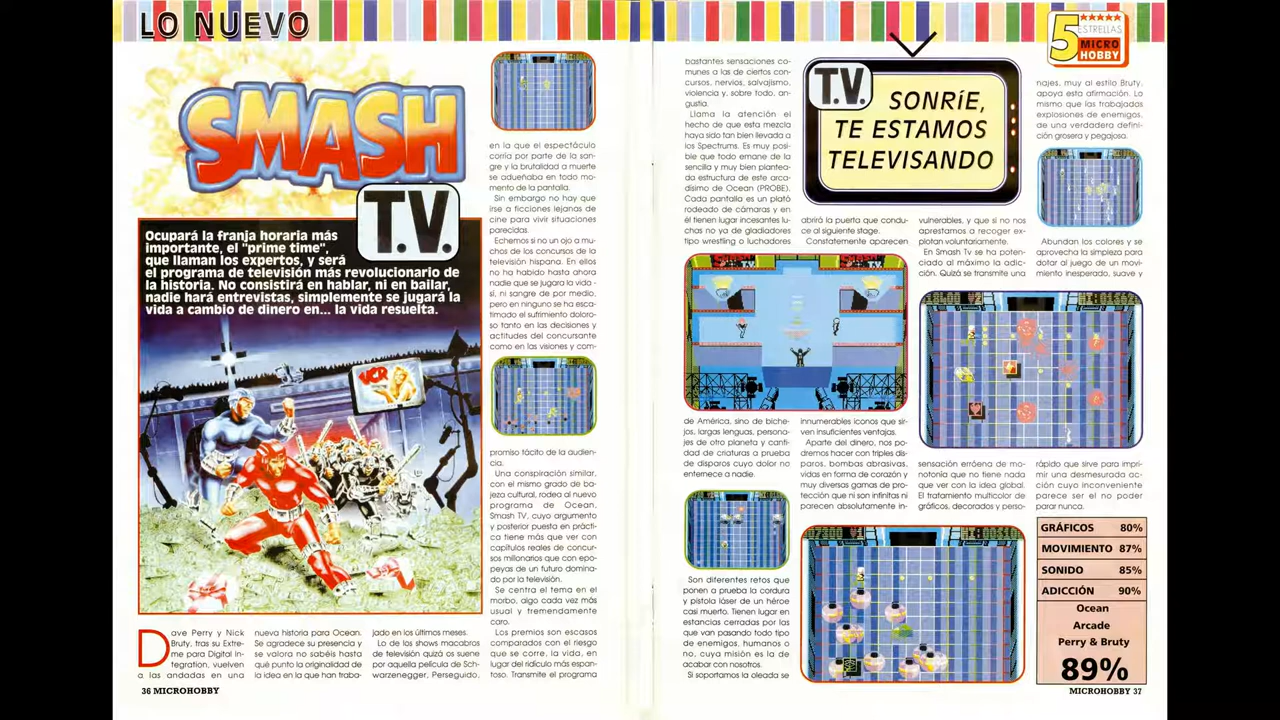 LO NUEVO
SMASH
T.V.
Ocupará la franja horaria más
importante, el "prime time",
que llaman los expertos, y será
el programa de televisión más revolucionario de
la historia. No consistirá en hablar, ni en bailar,
nadie hará entrevistas, simplemente se jugará la
vida a cambio de dinero en... la vida resuelta.
VCR
Dave Perry y Nick
Bruty, tras su Extre-
me para Digital In-
tegration, vuelven
a las andadas en una
nueva historia para Ocean.
Se agradece su presencia y
se valora no sabéis hasta
qué punto la originalidad de
la idea en la que han traba-
jado en los últimos meses.
Lo de los shows macabros
de televisión quizá os suene
por aquella película de Sch-
warzenegger, Perseguido,
en la que el espectáculo
corría por parte de la san-
gre y la brutalidad a muerte
se adueñaba en todo mo-
mento de la pantalla.
Sin embargo no hay que
irse a ficciones lejanas de
cine para vivir situaciones
parecidas.
Echemos si no un ojo a mu-
chos de los concursos de la
televisión hispana. En ellos
no ha habido hasta ahora
nadie que se jugara la vida -
sí, ni sangre de por medio,
pero en ninguno se ha esca-
timado el sufrimiento doloro-
so tanto en las decisiones y
actitudes del concursante
como en las visiones y com-
promiso tácito de la audien-
cia.
Una conspiración similar,
con el mismo grado de ba-
jeza cultural, rodea al nuevo
programa de Ocean,
Smash TV, cuyo argumento
y posterior puesta en prácti-
ca tiene más que ver con
capítulos reales de concur-
sos millonarios que con epo-
peyas de un futuro domina-
do por la televisión.
Se centra el tema en el
morbo, algo cada vez más
usual y tremendamente
caro.
Los premios son escasos
comparados con el riesgo
que se corre, la vida, en
lugar del ridículo más espan-
toso. Transmite el programa
36 MICROHOBBY
bastantes sensaciones co-
munes a las de ciertos con-
cursos, nervios, salvajismo,
violencia y, sobre todo, an-
gustia.
Llama la atención el
hecho de que esta mezcla
haya sido tan bien llevada a
los Spectrums. Es muy posi-
ble que todo emane de la
sencilla y muy bien plantea-
da estructura de este arca-
dísimo de Ocean (PROBE).
Cada pantalla es un plató
rodeado de cámaras y en
él tienen lugar incesantes lu-
chas no ya de gladiadores
tipo wrestling o luchadores
de América, sino de biche-
jos, largas lenguas, persona-
jes de otro planeta y canti-
dad de criaturas a prueba
de disparos cuyo dolor no
enternece a nadie.
Son diferentes retos que
ponen a prueba la cordura
y pistola láser de un héroe
casi muerto. Tienen lugar en
estancias cerradas por las
que van pasando todo tipo
de enemigos, humanos o
no, cuya misión es la de
acabar con nosotros.
Si soportamos la oleada se
T.V.
SONRÍE,
TE ESTAMOS
TELEVISANDO
abrirá la puerta que condu-
ce al siguiente stage.
Constatemente aparecen
innumerables iconos que sir-
ven insuficientes ventajas.
Aparte del dinero, nos po-
dremos hacer con triples dis-
paros, bombas abrasivas,
vidas en forma de corazón y
muy diversas gamas de pro-
tección que ni son infinitas ni
parecen absolutamente in-
vulnerables, y que si no nos
aprestamos a recoger ex-
plotan voluntariamente.
En Smash Tv se ha poten-
ciado al máximo la adic-
ción. Quizá se transmite una
sensación erróena de mo-
notonía que no tiene nada
que ver con la idea global.
El tratamiento multicolor de
gráficos, decorados y perso-
5 ESTRELLAS
MICRO
HOBBY
najes, muy al estilo Bruty,
apoya esta afirmación. Lo
mismo que las trabajadas
explosiones de enemigos,
de una verdadera defini-
ción grosera y pegajosa.
Abundan los colores y se
aprovecha la simpieza para
dotar al juego de un movi-
miento inesperado, suave y
rápido que sirve para impri-
mir una desmesurada ac-
ción cuyo inconveniente
parece ser el no poder
parar nunca.
GRÁFICOS 80%
MOVIMIENTO 87%
SONIDO 85%
ADICCIÓN 90%
Ocean
Arcade
Perry & Bruty
89%
MICROHOBBY 37